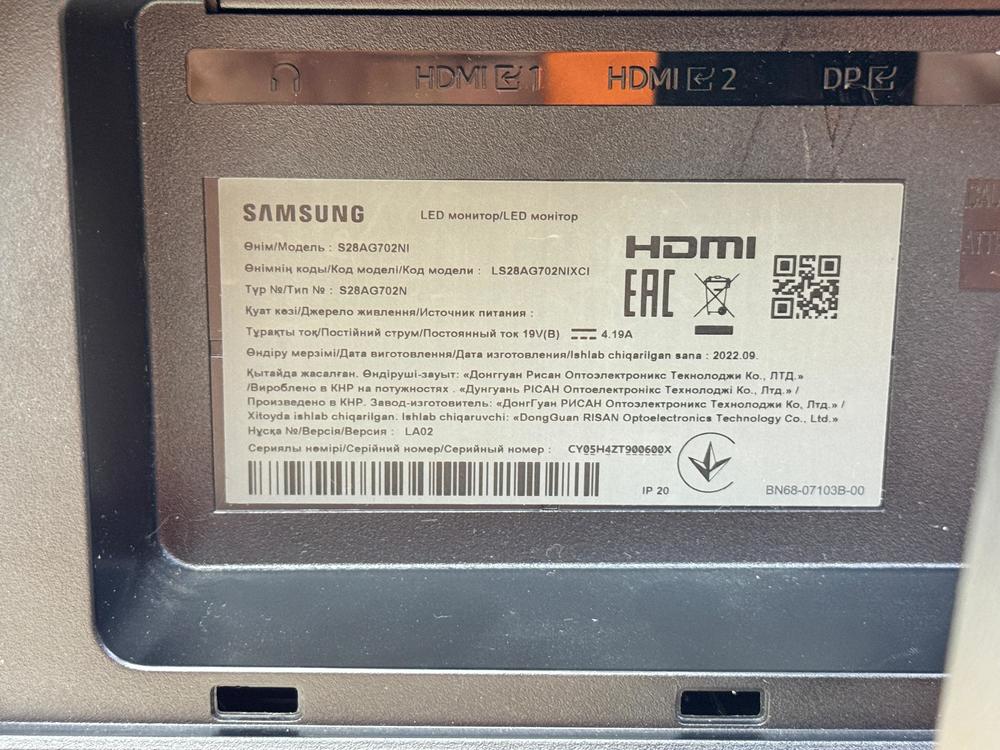 HDMI 1
HDMI 2
DP
SAMSUNG
LED монитор/LED монітор
HDMI
Өнім/Модель : S28AG702NI
Өнімнің коды/Код моделі/Код модели : LS28AG702NIXCI
EAC
Түр №/Тип № : S28AG702N
Қуат көзі/Джерело живлення/Источник питания :
Тұрақты тоқ/Постійний струм/Постоянный ток 19V(B) 4.19A
Өндіру мерзімі/Дата виготовлення/Дата изготовления/Ishlab chiqarilgan sana : 2022.09.
Қытайда жасалған. Өндіруші-зауыт: «Донггуан Рисан Оптоэлектроникс Текнолоджи Ко., ЛТД.»
/Вироблено в КНР на потужностях . «Дунгуань РІСАН Оптоелектронікс Технолоджі Ко., Лтд.» /
Произведено в КНР. Завод-изготовитель: «ДонгГуан РИСАН Оптоэлектроникс Технолоджи Ко, Лтд.» /
Xitoyda ishlab chiqarilgan. Ishlab chiqaruvchi: «DongGuan RISAN Optoelectronics Technology Co., Ltd.»
Нұсқа №/Версія/Версия : LA02
Сериялы нөмірі/Серійний номер/Серийный номер : CY05H4ZT900600X
IP 20
BN68-07103B-00